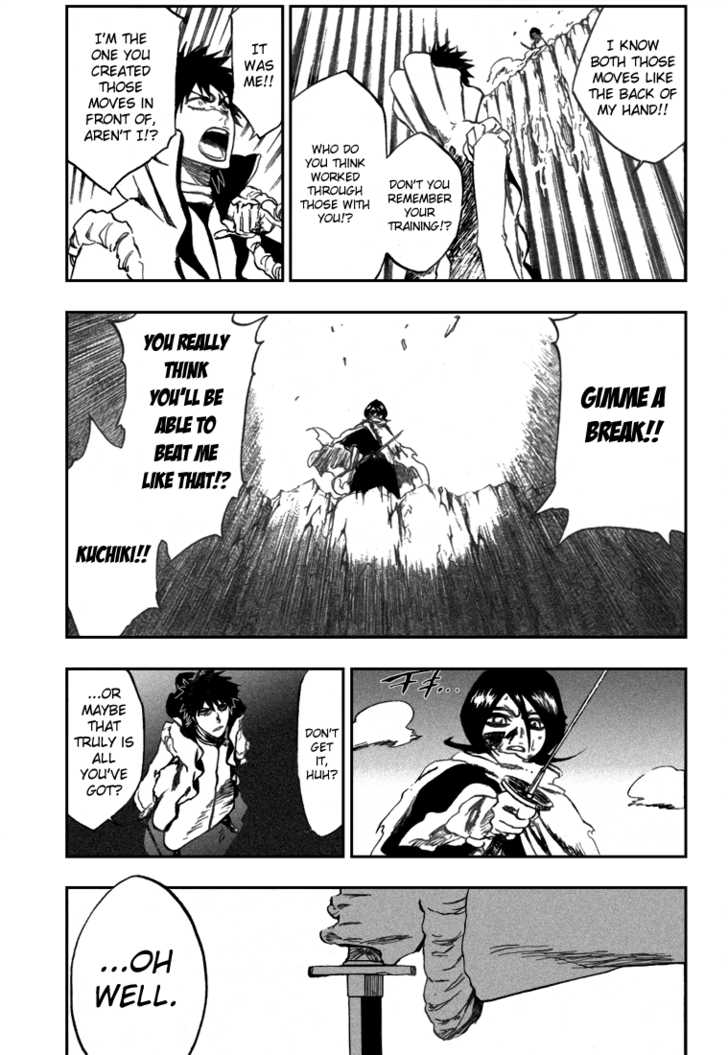 I KNOW
BOTH THOSE
MOVES LIKE
THE BACK OF
MY HAND!!
DON'T YOU
REMEMBER
YOUR
TRAINING!?
WHO DO
YOU THINK
WORKED
THROUGH
THOSE WITH
YOU!?
IT
WAS
ME!!
I'M THE
ONE YOU
CREATED
THOSE
MOVES IN
FRONT OF,
AREN'T I!?
GIMME A
BREAK!!
YOU REALLY
THINK
YOU'LL BE
ABLE TO
BEAT ME
LIKE THAT!?
KUCHIKI!!
チキ...
DON'T
GET
IT,
HUH?
...OR
MAYBE
THAT
TRULY IS
ALL
YOU'VE
GOT?
...OH
WELL.